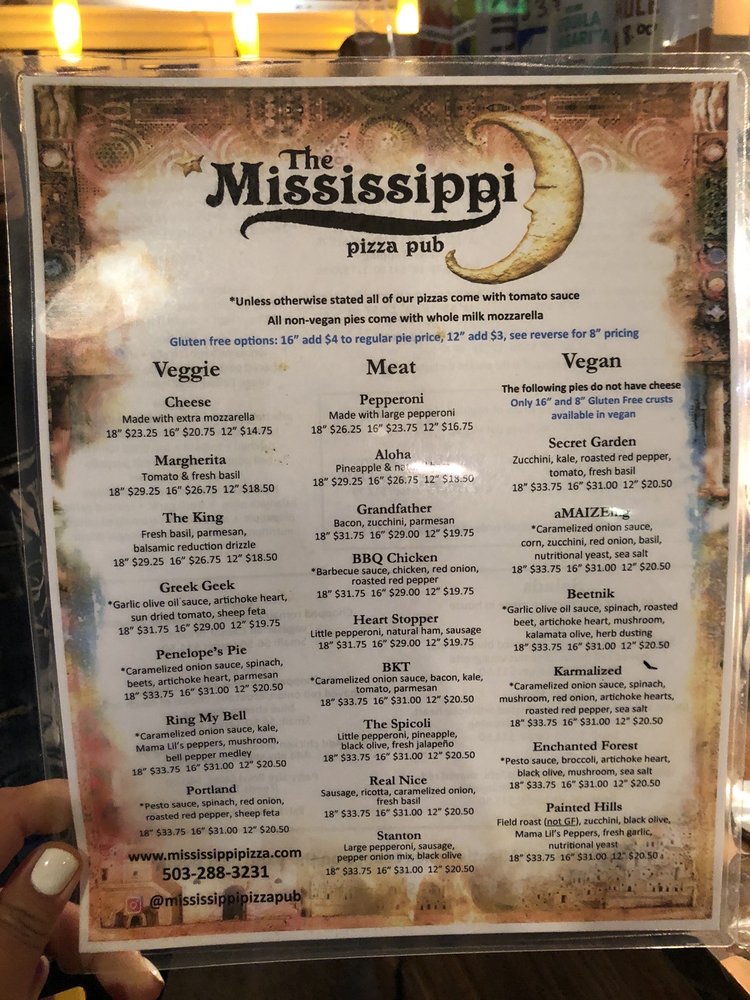 The
Mississippi
pizza pub
*Unless otherwise stated all of our pizzas come with tomato sauce
All non-vegan pies come with whole milk mozzarella
Gluten free options: 16” add $4 to regular pie price, 12” add $3, see reverse for 8” pricing
Veggie
Cheese
Made with extra mozzarella
18” $23.25 16” $20.75 12” $14.75
Margherita
Tomato & fresh basil
18” $29.25 16” $26.75 12” $18.50
The King
Fresh basil, parmesan,
balsamic reduction drizzle
18” $29.25 16” $26.75 12” $18.50
Greek Geek
*Garlic olive oil sauce, artichoke heart,
sun dried tomato, sheep feta
18” $31.75 16” $29.00 12” $19.75
Penelope's Pie
*Caramelized onion sauce, spinach,
beets, artichoke heart, parmesan
18” $33.75 16” $31.00 12” $20.50
Ring My Bell
*Caramelized onion sauce, kale,
Mama Lil's peppers, mushroom,
bell pepper medley
18” $33.75 16” $31.00 12” $20.50
Portland
*Pesto sauce, spinach, red onion,
roasted red pepper, sheep feta
18” $33.75 16” $31.00 12” $20.50
www.mississippipizza.com
503-288-3231
@mississippipizzapub
Meat
Pepperoni
Made with large pepperoni
18” $26.25 16” $23.75 12” $16.75
Aloha
Pineapple &
18” $29.25 16” $26.75 12” $18.50
Grandfather
Bacon, zucchini, parmesan
18” $31.75 16” $29.00 12” $19.75
BBQ Chicken
*Barbecue sauce, chicken, red onion,
roasted red pepper
18” $31.75 16” $29.00 12” $19.75
Heart Stopper
Little pepperoni, natural ham, sausage
18” $31.75 16” $29.00 12” $19.75
BKT
*Caramelized onion sauce, bacon, kale,
tomato, parmesan
18” $33.75 16” $31.00 12” $20.50
The Spicoli
Little pepperoni, pineapple,
black olive, fresh jalapeño
18” $33.75 16” $31.00 12” $20.50
Real Nice
Sausage, ricotta, caramelized onion,
fresh basil
18” $33.75 16” $31.00 12” $20.50
Stanton
Large pepperoni, sausage,
pepper onion mix, black olive
18” $33.75 16” $31.00 12” $20.50
Vegan
The following pies do not have cheese
Only 16” and 8” Gluten Free crusts
available in vegan
Secret Garden
Zucchini, kale, roasted red pepper,
tomato, fresh basil
18” $33.75 16” $31.00 12” $20.50
aMAIZEing
*Caramelized onion sauce,
corn, zucchini, red onion, basil,
nutritional yeast, sea salt
18” $33.75 16” $31.00 12” $20.50
Beetnik
*Garlic olive oil sauce, spinach, roasted
beet, artichoke heart, mushroom,
kalamata olive, herb dusting
18” $33.75 16” $31.00 12” $20.50
Karmalized
*Caramelized onion sauce, spinach,
mushroom, red onion, artichoke hearts,
roasted red pepper, sea salt
18” $33.75 16” $31.00 12” $20.50
Enchanted Forest
*Pesto sauce, broccoli, artichoke heart,
black olive, mushroom, sea salt
18” $33.75 16” $31.00 12” $20.50
Painted Hills
Field roast (not GF), zucchini, black olive,
Mama Lil's Peppers, fresh garlic,
nutritional yeast
18” $33.75 16” $31.00 12” $20.50